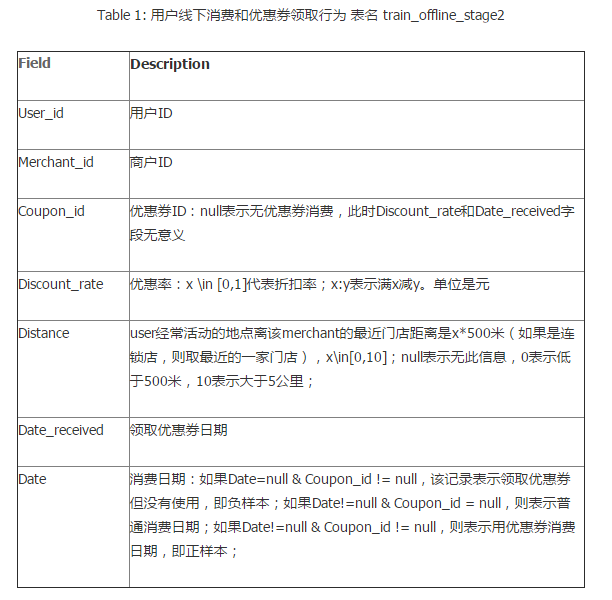 Table 1: 用户线下消费和优惠券领取行为 表名 train_offline_stage2
Field
Description
User_id
用户ID
Merchant_id
商户ID
Coupon_id
优惠券ID：null表示无优惠券消费，此时Discount_rate和Date_received字
段无意义
Discount_rate
优惠率：x \in [0,1]代表折扣率；x:y表示满x减y。单位是元
Distance
user经常活动的地点离该merchant的最近门店距离是x*500米（如果是连
锁店，则取最近的一家门店），x\in[0,10]；null表示无此信息，0表示低
于500米，10表示大于5公里；
Date_received
领取优惠券日期
Date
消费日期：如果Date=null & Coupon_id != null，该记录表示领取优惠券
但没有使用，即负样本；如果Date!=null & Coupon_id = null，则表示普
通消费日期；如果Date!=null & Coupon_id != null，则表示用优惠券消费
日期，即正样本；